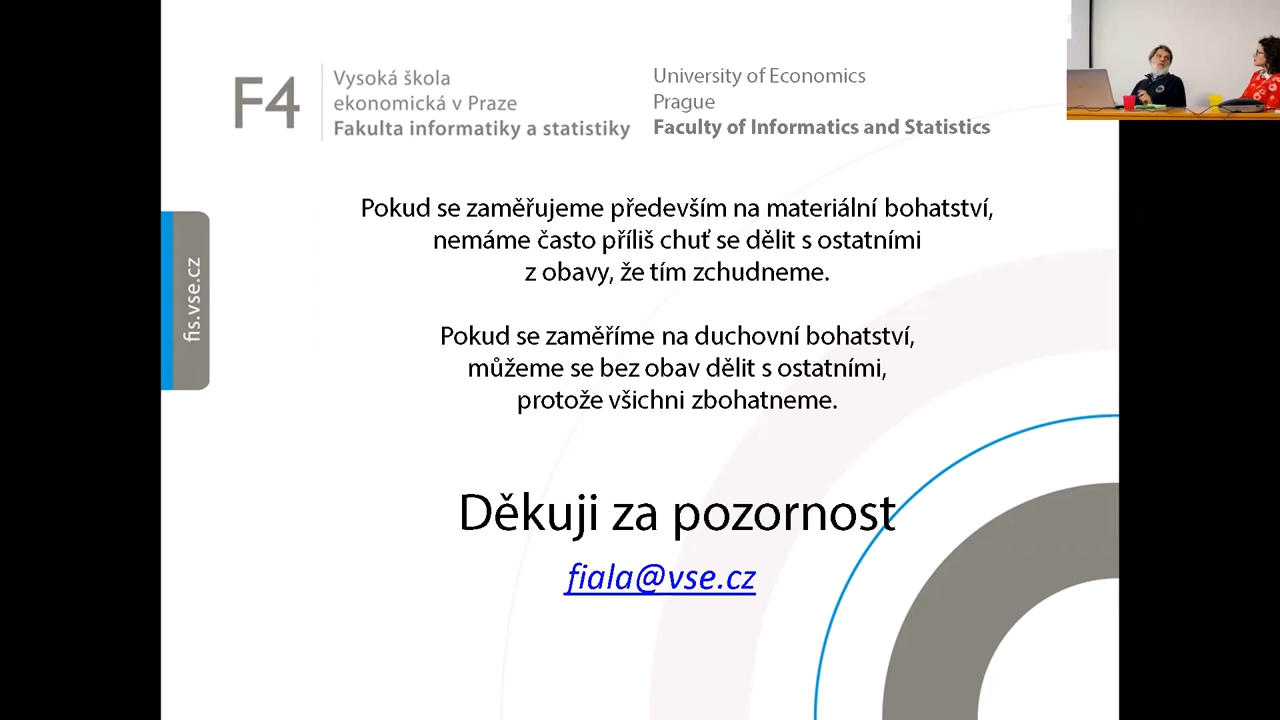 F4
Vysoká škola
ekonomická v Praze
Fakulta informatiky a statistiky
University of Economics
Prague
Faculty of Informatics and Statistics
fis.vse.cz
Pokud se zaměřujeme především na materiální bohatství,
nemáme často příliš chuť se dělit s ostatními
z obavy, že tím zchudneme.
Pokud se zaměříme na duchovní bohatství,
můžeme se bez obav dělit s ostatními,
protože všichni zbohatneme.
Děkuji za pozornost
fiala@vse.cz